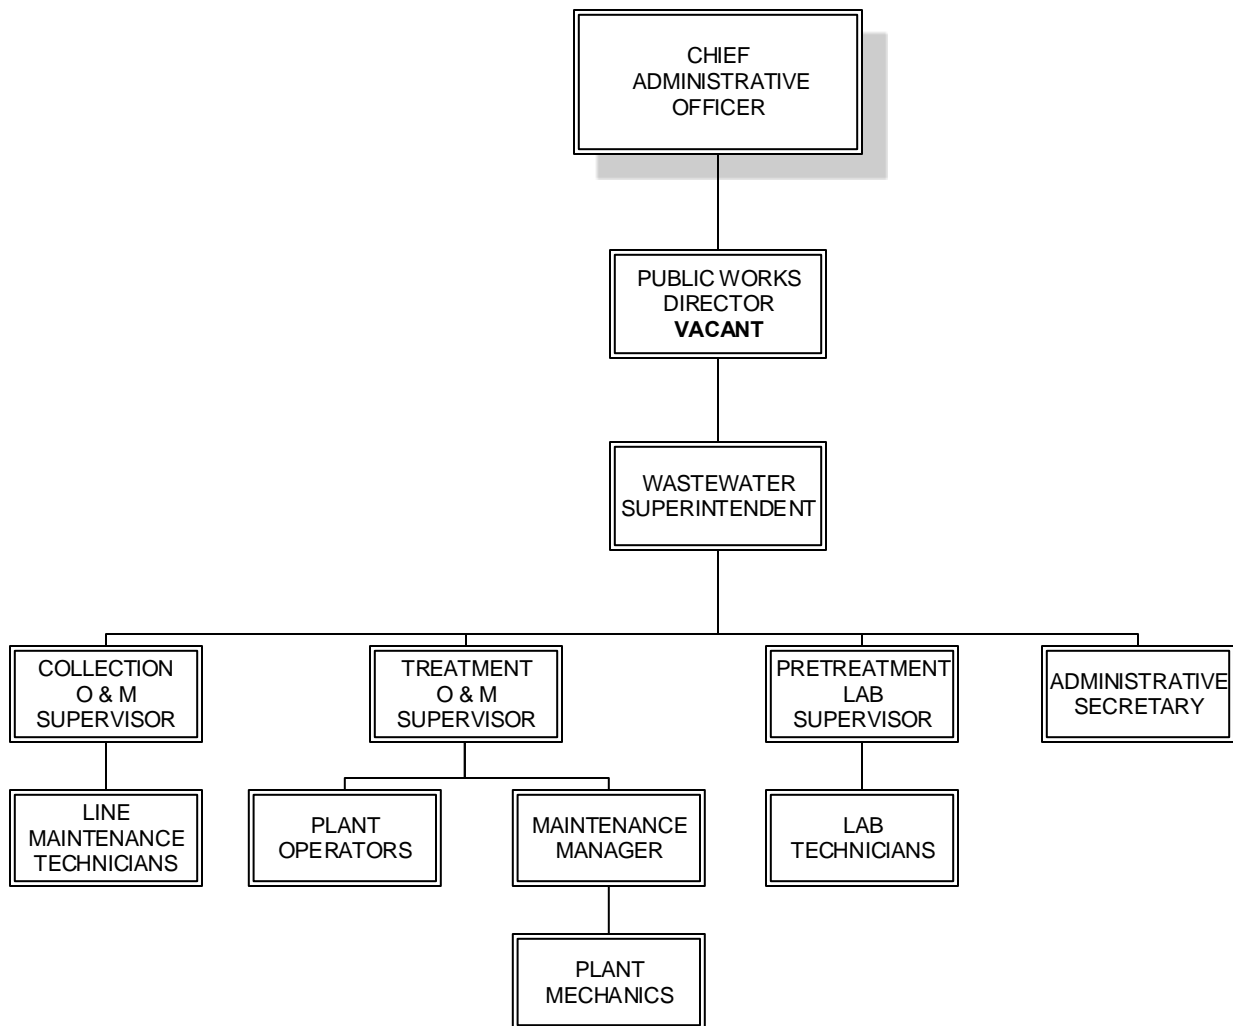 CHIEF
ADMINISTRATIVE
OFFICER
PUBLIC WORKS
DIRECTOR
VACANT
WASTEWATER
SUPERINTENDENT
COLLECTION
O & M
SUPERVISOR
TREATMENT
O & M
SUPERVISOR
PRETREATMENT
LAB
SUPERVISOR
ADMINISTRATIVE
SECRETARY
LINE
MAINTENANCE
TECHNICIANS
PLANT
OPERATORS
MAINTENANCE
MANAGER
LAB
TECHNICIANS
PLANT
MECHANICS